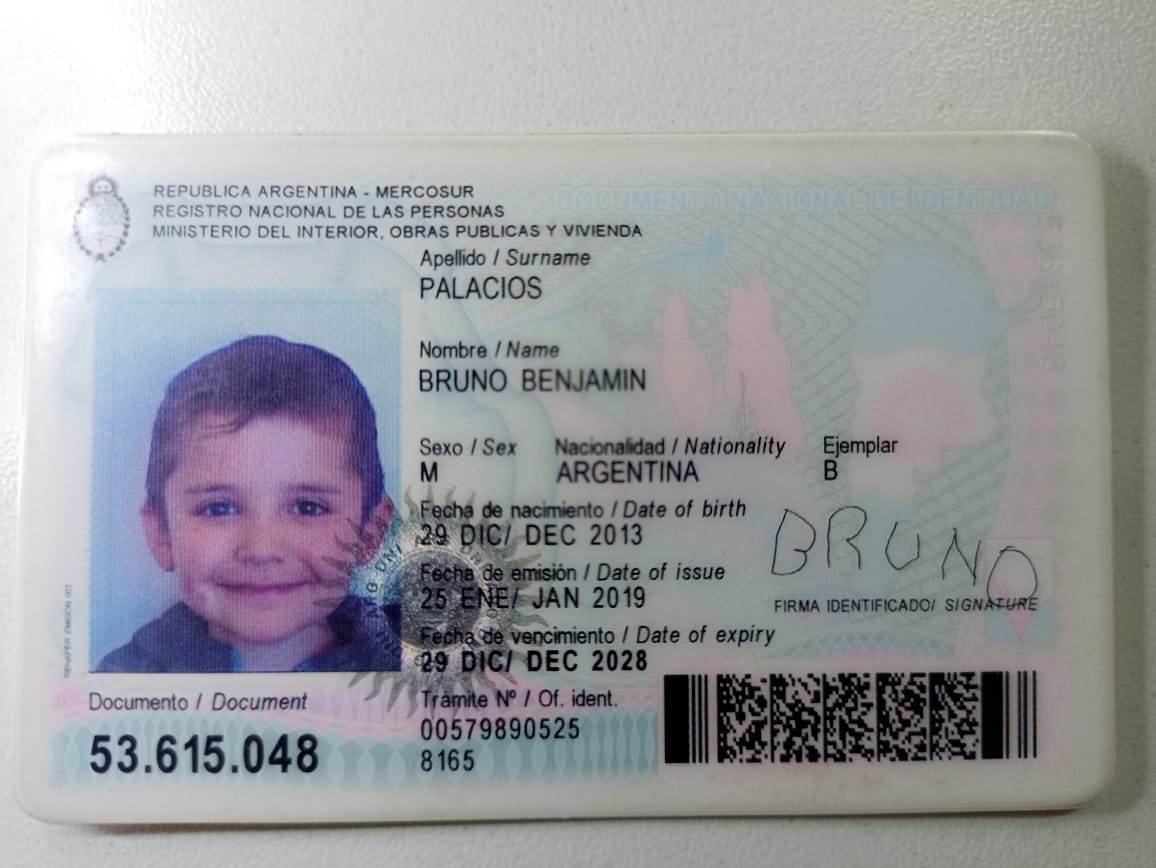 REPUBLICA ARGENTINA - MERCOSUR
REGISTRO NACIONAL DE LAS PERSONAS
MINISTERIO DEL INTERIOR, OBRAS PUBLICAS Y VIVIENDA
DOCUMENTO NACIONAL DE IDENTIDAD
Apellido / Surname
PALACIOS
Nombre / Name
BRUNO BENJAMIN
Sexo / Sex Nacionalidad / Nationality Ejemplar
M ARGENTINA B
Fecha de nacimiento / Date of birth
29 DIC/ DEC 2013
Fecha de emisión / Date of issue
25 ENE/ JAN 2019
Fecha de vencimiento / Date of expiry
29 DIC/ DEC 2028
BRUNO
FIRMA IDENTIFICADO/ SIGNATURE
Documento / Document
53.615.048
Trámite Nº / Of. ident.
00579890525
8165